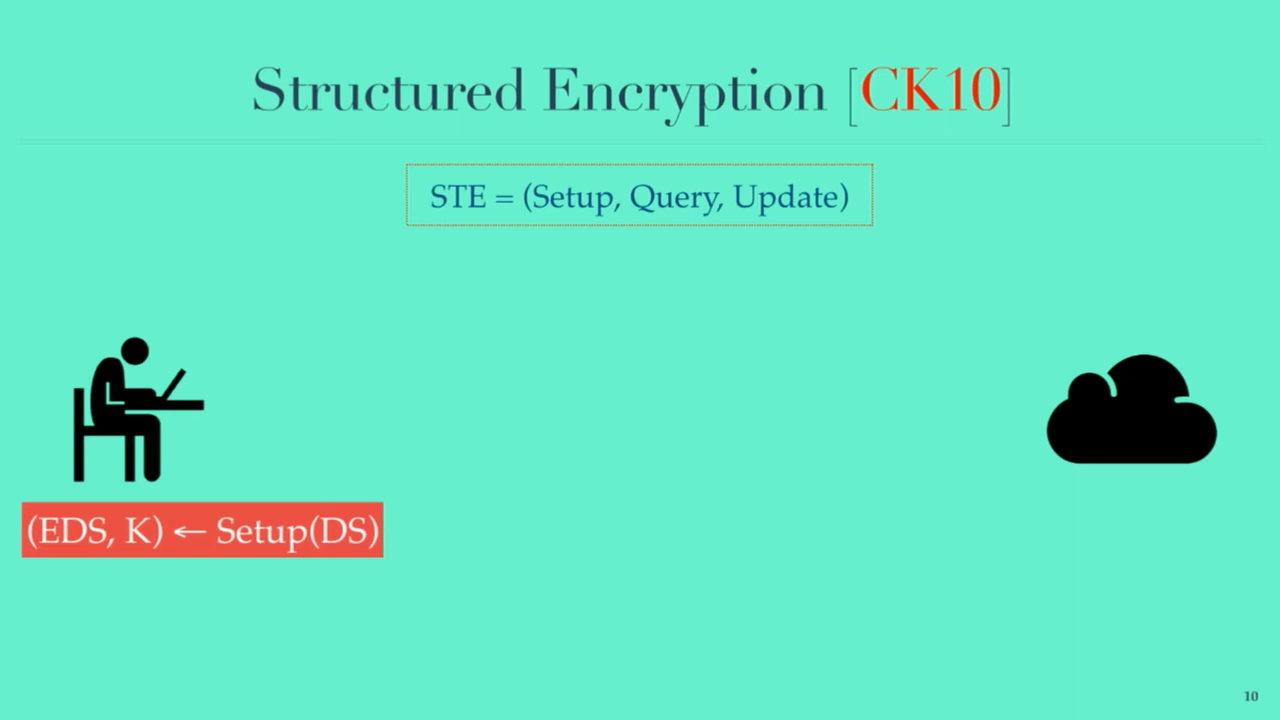 Structured Encryption [CK10]
STE = (Setup, Query, Update)
(EDS, K) ← Setup(DS)
10